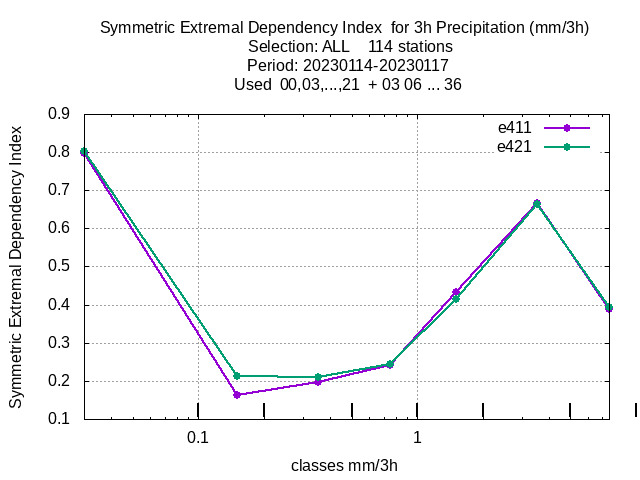 Symmetric Extremal Dependency Index  for 3h Precipitation (mm/3h)
Selection: ALL    114 stations
Period: 20230114-20230117
Used  00,03,...,21  + 03 06 ... 36
e411
e421
Symmetric Extremal Dependency Index
0.9
0.8
0.7
0.6
0.5
0.4
0.3
0.2
0.1
0.1
1
classes mm/3h